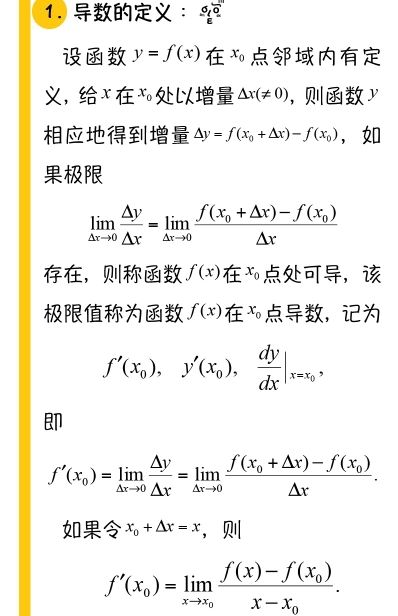 1. 导数的定义：
设函数 y = f(x) 在 x₀ 点邻域内有定
义, 给 x 在 x₀ 处以增量 Δx(≠ 0), 则函数 y
相应地得到增量 Δy = f(x₀ + Δx) − f(x₀), 如
果极限
lim_{Δx→0} Δy/Δx = lim_{Δx→0} (f(x₀ + Δx) − f(x₀))/Δx
存在, 则称函数 f(x) 在 x₀ 点处可导, 该
极限值称为函数 f(x) 在 x₀ 点导数, 记为
f′(x₀), y′(x₀), dy/dx|_{x=x₀},
即
f′(x₀) = lim_{Δx→0} Δy/Δx = lim_{Δx→0} (f(x₀ + Δx) − f(x₀))/Δx.
如果令 x₀ + Δx = x, 则
f′(x₀) = lim_{x→x₀} (f(x) − f(x₀))/(x − x₀).